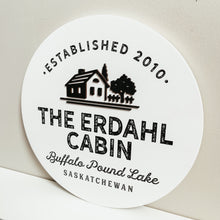 · ESTABLISHED 2010 ·
THE ERDAHL
CABIN
Buffalo Pound Lake
SASKATCHEWAN